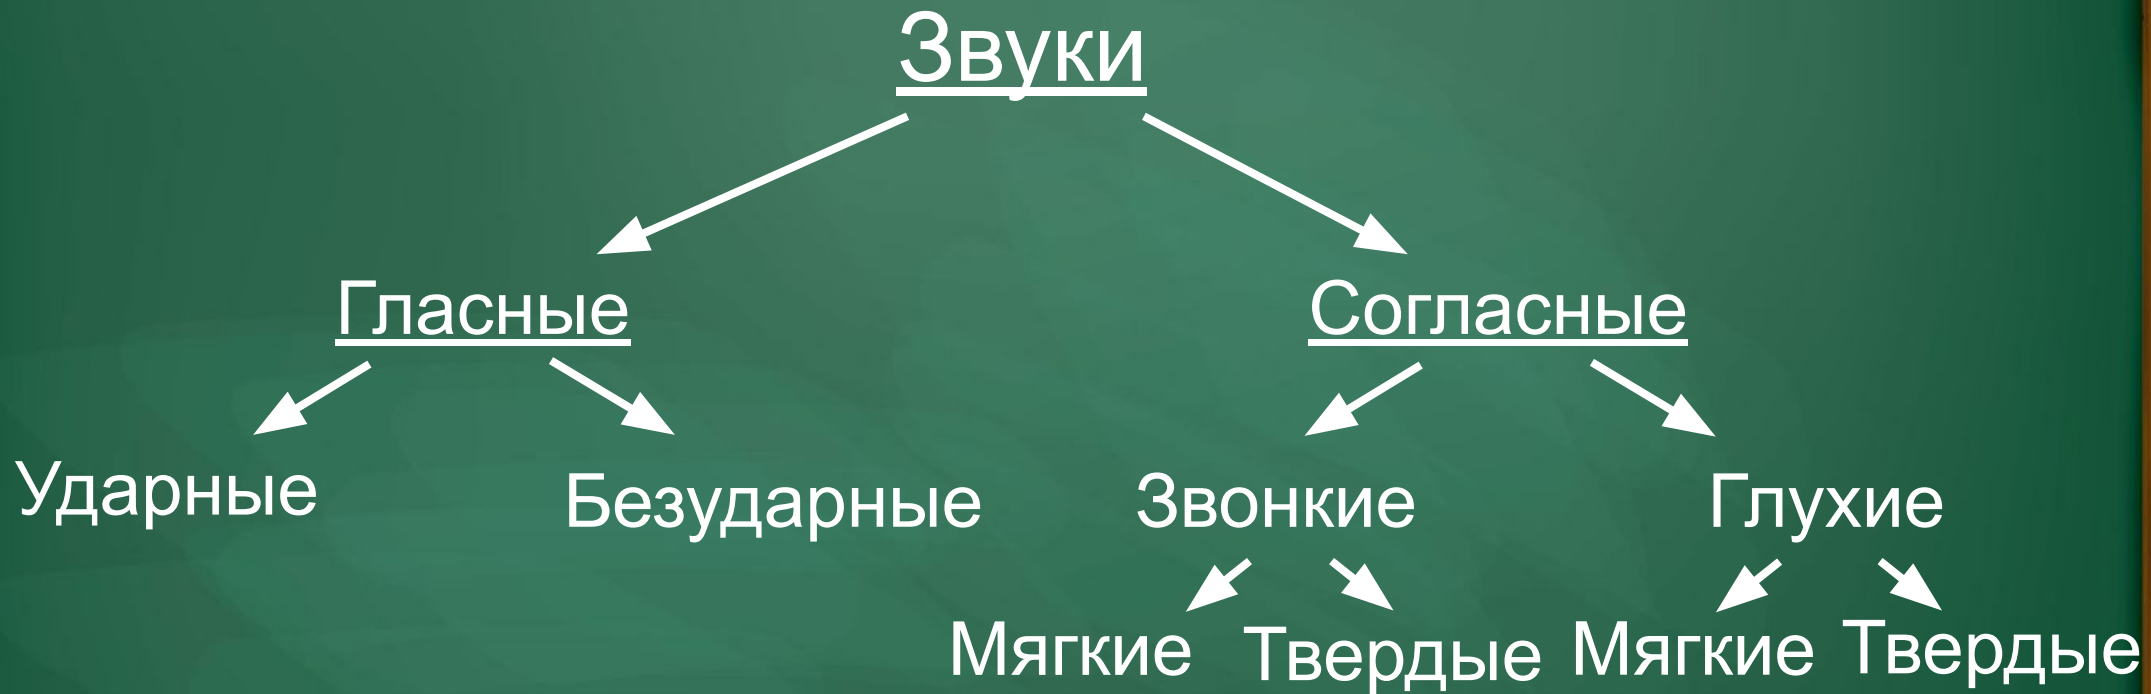 Звуки
Гласные Согласные
Ударные Безударные Звонкие Глухие
Мягкие Твердые Мягкие Твердые